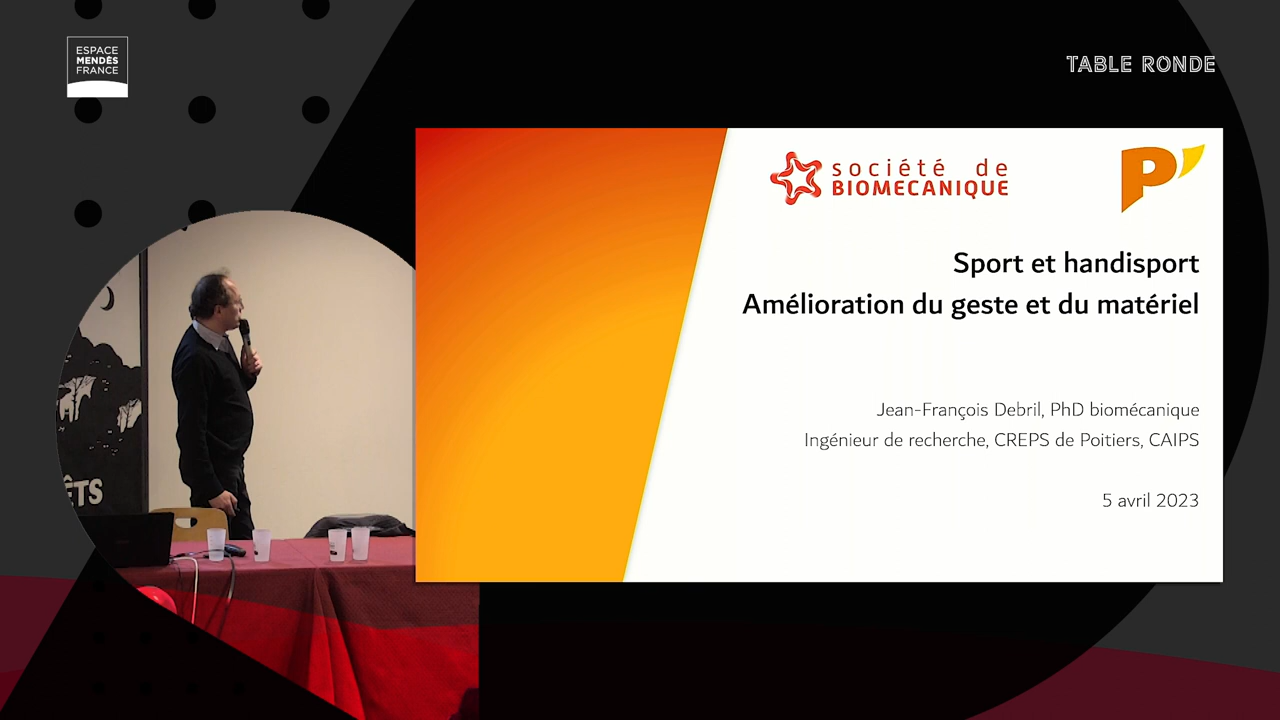 ESPACE
MENDÈS
FRANCE
TABLE RONDE
société de
BIOMECANIQUE
P'
Sport et handisport
Amélioration du geste et du matériel
Jean-François Debril, PhD biomécanique
Ingénieur de recherche, CREPS de Poitiers, CAIPS
5 avril 2023
ÊTS